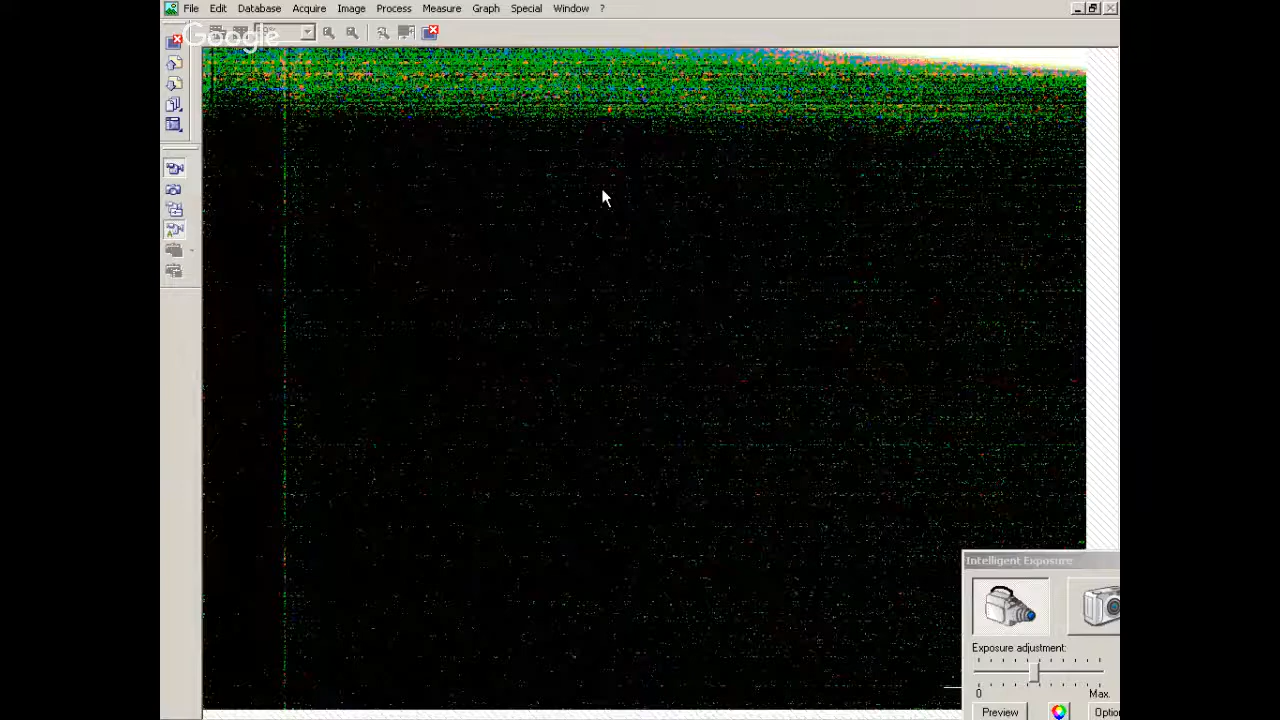 File Edit Database Acquire Image Process Measure Graph Special Window ?
Google
Intelligent Exposure
Exposure adjustment:
0 Max.
Preview Optio